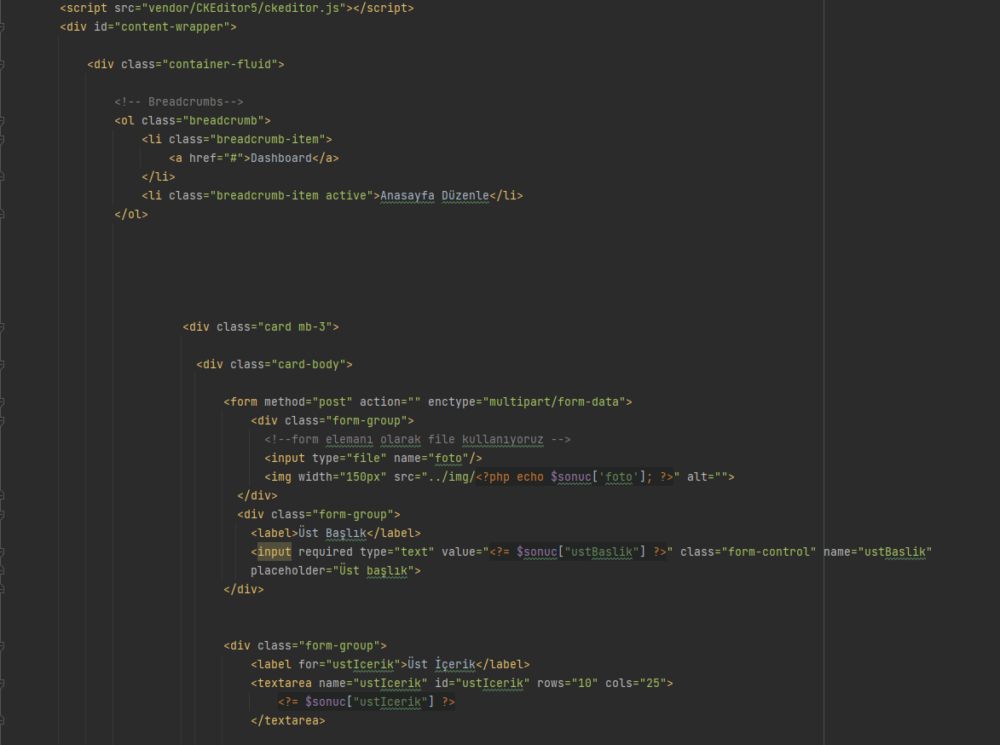 <script src="vendor/CKEditor5/ckeditor.js"></script>
<div id="content-wrapper">
<div class="container-fluid">
<!-- Breadcrumbs-->
<ol class="breadcrumb">
<li class="breadcrumb-item">
<a href="#">Dashboard</a>
</li>
<li class="breadcrumb-item active">Anasayfa Düzenle</li>
</ol>
<div class="card mb-3">
<div class="card-body">
<form method="post" action="" enctype="multipart/form-data">
<div class="form-group">
<!--form elemanı olarak file kullanıyoruz -->
<input type="file" name="foto"/>
<img width="150px" src="../img/<?php echo $sonuc['foto']; ?>" alt="">
</div>
<div class="form-group">
<label>Üst Başlık</label>
<input required type="text" value="<?= $sonuc["ustBaslik"] ?>" class="form-control" name="ustBaslik"
placeholder="Üst başlık">
</div>
<div class="form-group">
<label for="ustIcerik">Üst İçerik</label>
<textarea name="ustIcerik" id="ustIcerik" rows="10" cols="25">
<?= $sonuc["ustIcerik"] ?>
</textarea>